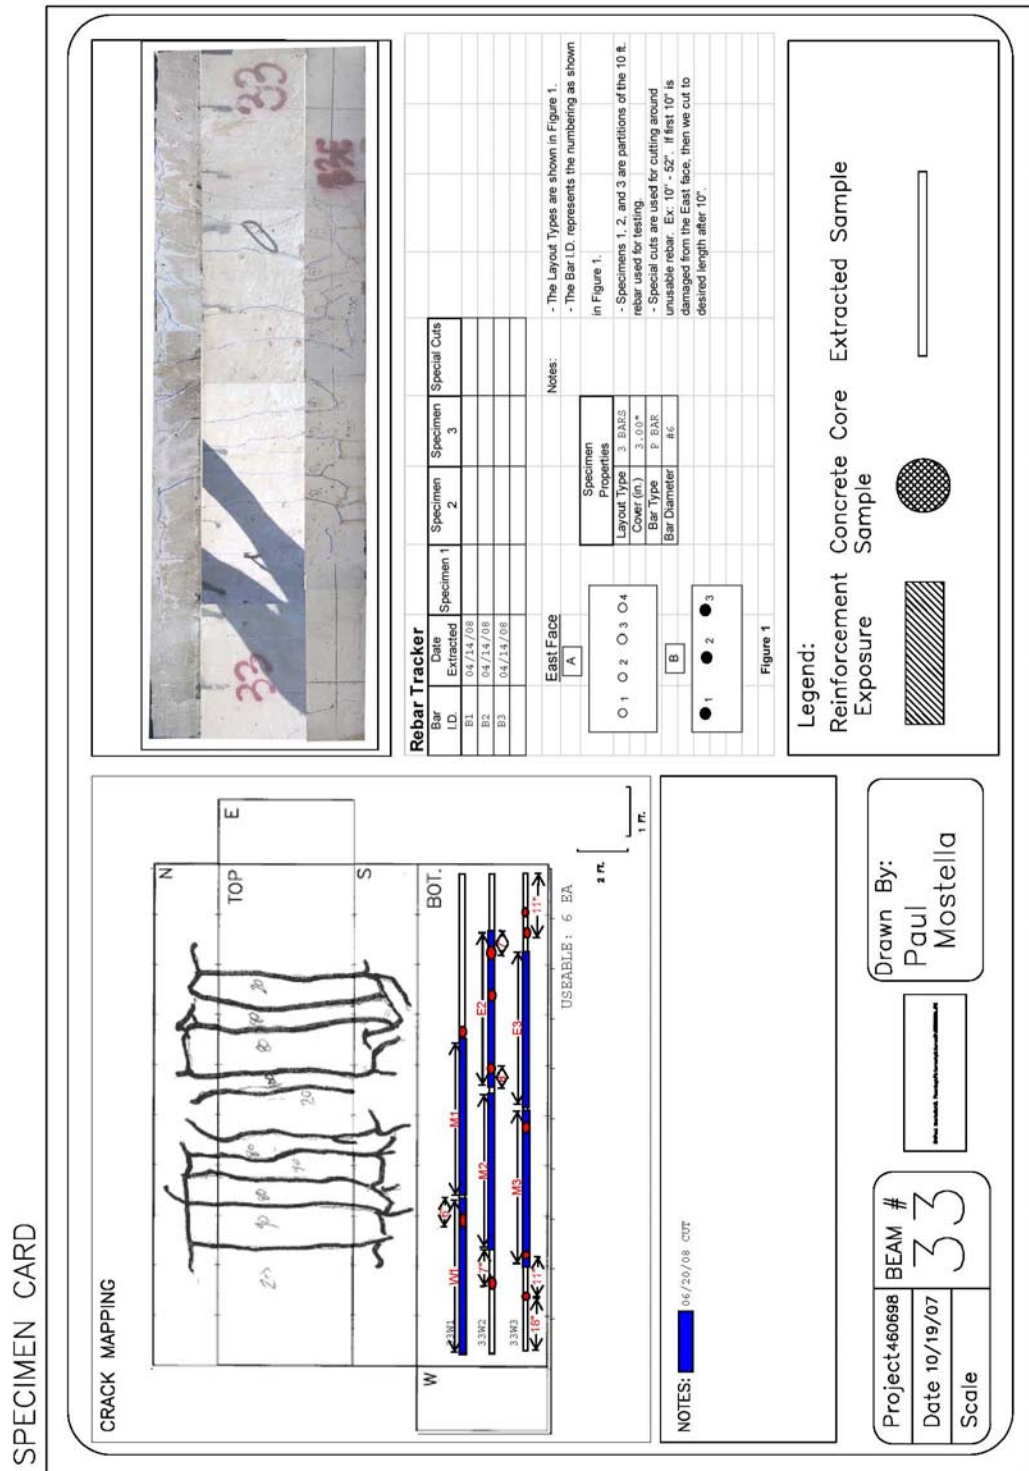 SPECIMEN CARD
CRACK MAPPING
N
TOP
E
S
W
BOT.
20
80
W1
M1
6"
33W1
M2
E2
7"
33W2
M3
E3
11"
18"
11"
33W3
USEABLE: 6 EA
2 FT.
1 FT.
NOTES:
06/20/08 CUT
Project460698
Date 10/19/07
Scale
BEAM #
33
Drawn By:
Paul
Mostella
33
33
Rebar Tracker
Bar I.D. Date Extracted Specimen 1 Specimen 2 Specimen 3 Special Cuts
B1 04/14/08
B2 04/14/08
B3 04/14/08
East Face
A
1 2 3 4
B
1 2 3
Figure 1
Specimen Properties
Layout Type 3 BARS
Cover (in.) 3.00"
Bar Type P BAR
Bar Diameter #6
Notes:
- The Layout Types are shown in Figure 1.
- The Bar I.D. represents the numbering as shown
in Figure 1.
- Specimens 1, 2, and 3 are partitions of the 10 ft.
rebar used for testing.
- Special cuts are used for cutting around
unusable rebar. Ex: 10" - 52". If first 10" is
damaged from the East face, then we cut to
desired length after 10".
Legend:
Reinforcement Exposure
Concrete Core Sample
Extracted Sample